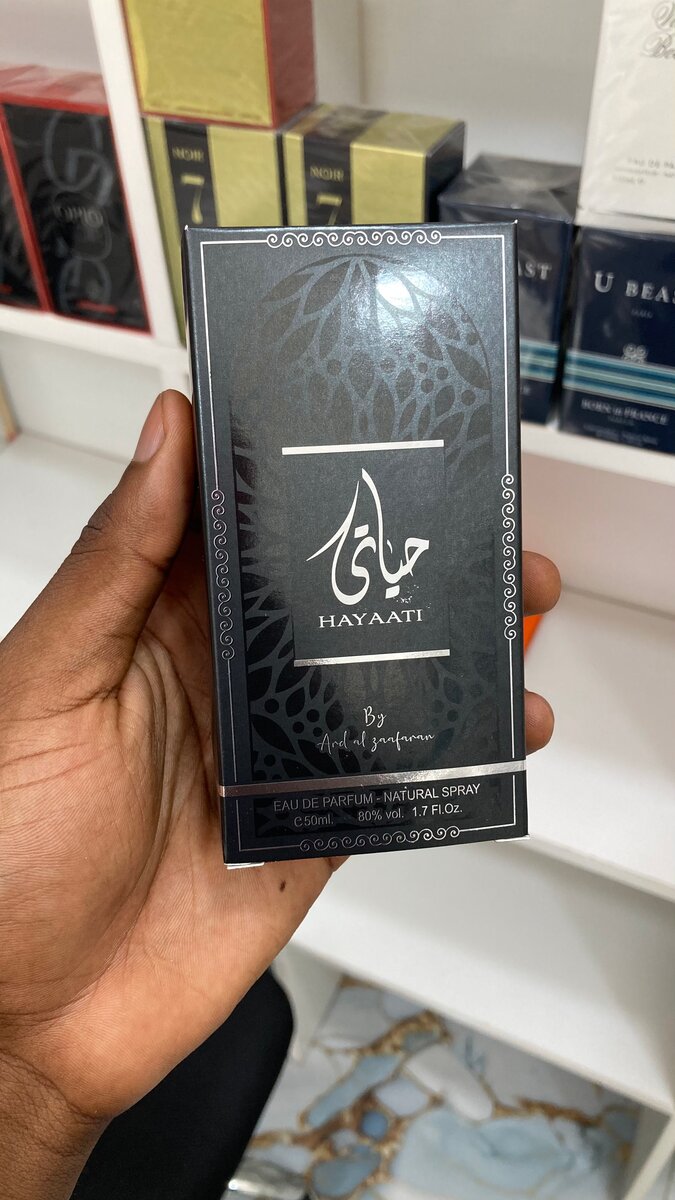 NOIR
7
NOIR
7
AST
U BEAS
BORN in FRANCE
حياتي
HAYAATI
By
Ard al zaafaran
EAU DE PARFUM - NATURAL SPRAY
℮50ml. 80% vol. 1.7 Fl.Oz.